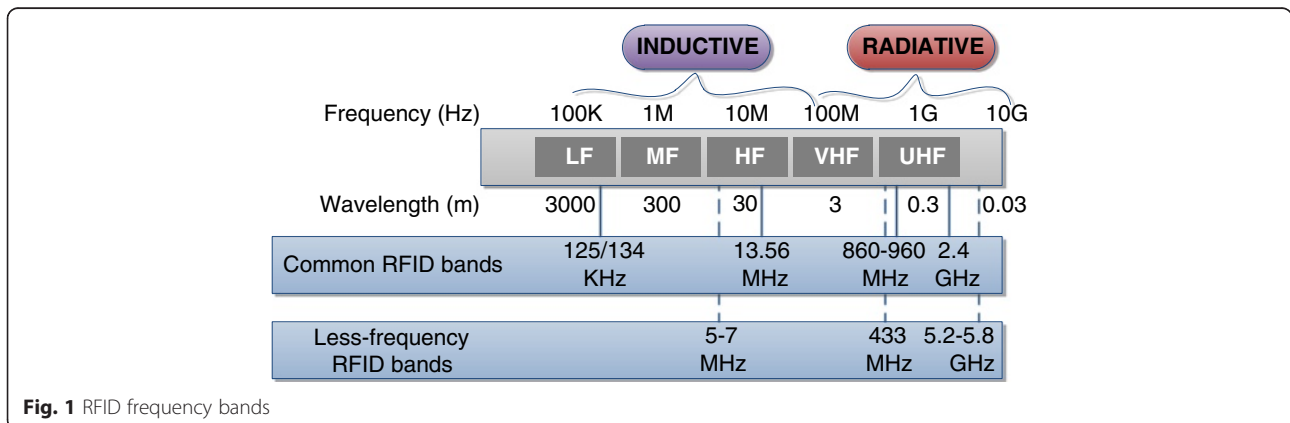 INDUCTIVE RADIATIVE
Frequency (Hz) 100K 1M 10M 100M 1G 10G
LF MF HF VHF UHF
Wavelength (m) 3000 300 30 3 0.3 0.03
Common RFID bands 125/134 KHz 13.56 MHz 860-960 MHz 2.4 GHz
Less-frequency RFID bands 5-7 MHz 433 MHz 5.2-5.8 GHz
Fig. 1 RFID frequency bands